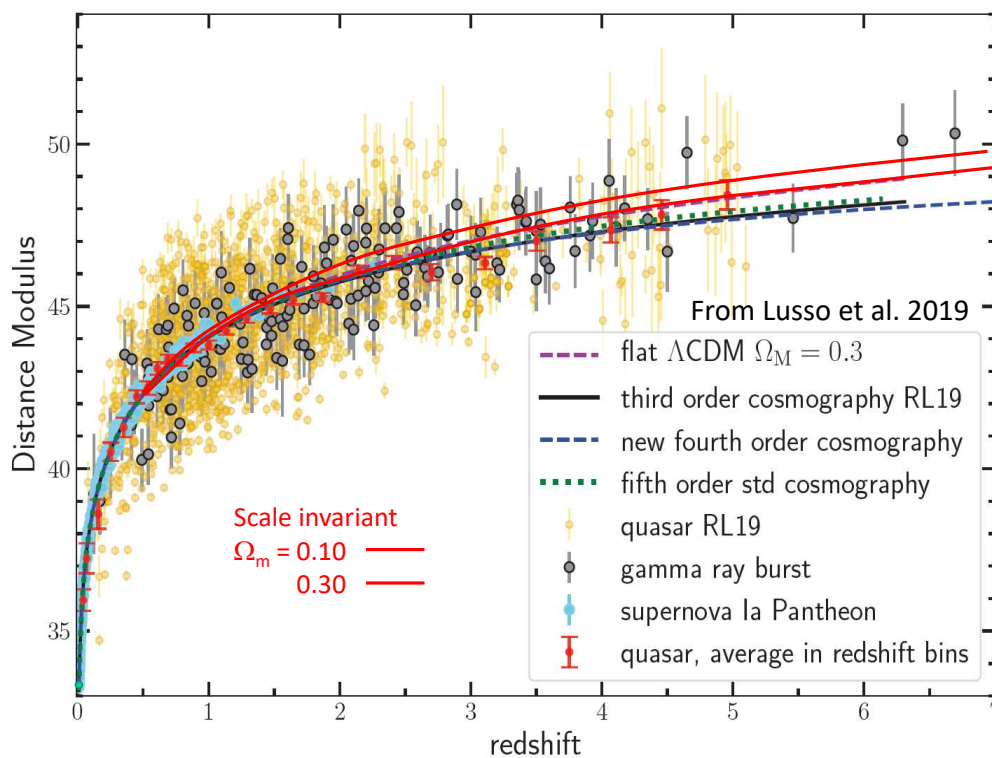 50
45
40
35
Distance Modulus
From Lusso et al. 2019
flat ΛCDM Ω_M = 0.3
third order cosmography RL19
new fourth order cosmography
fifth order std cosmography
quasar RL19
gamma ray burst
supernova Ia Pantheon
quasar, average in redshift bins
Scale invariant
Ω_m = 0.10
0.30
0 1 2 3 4 5 6 7
redshift